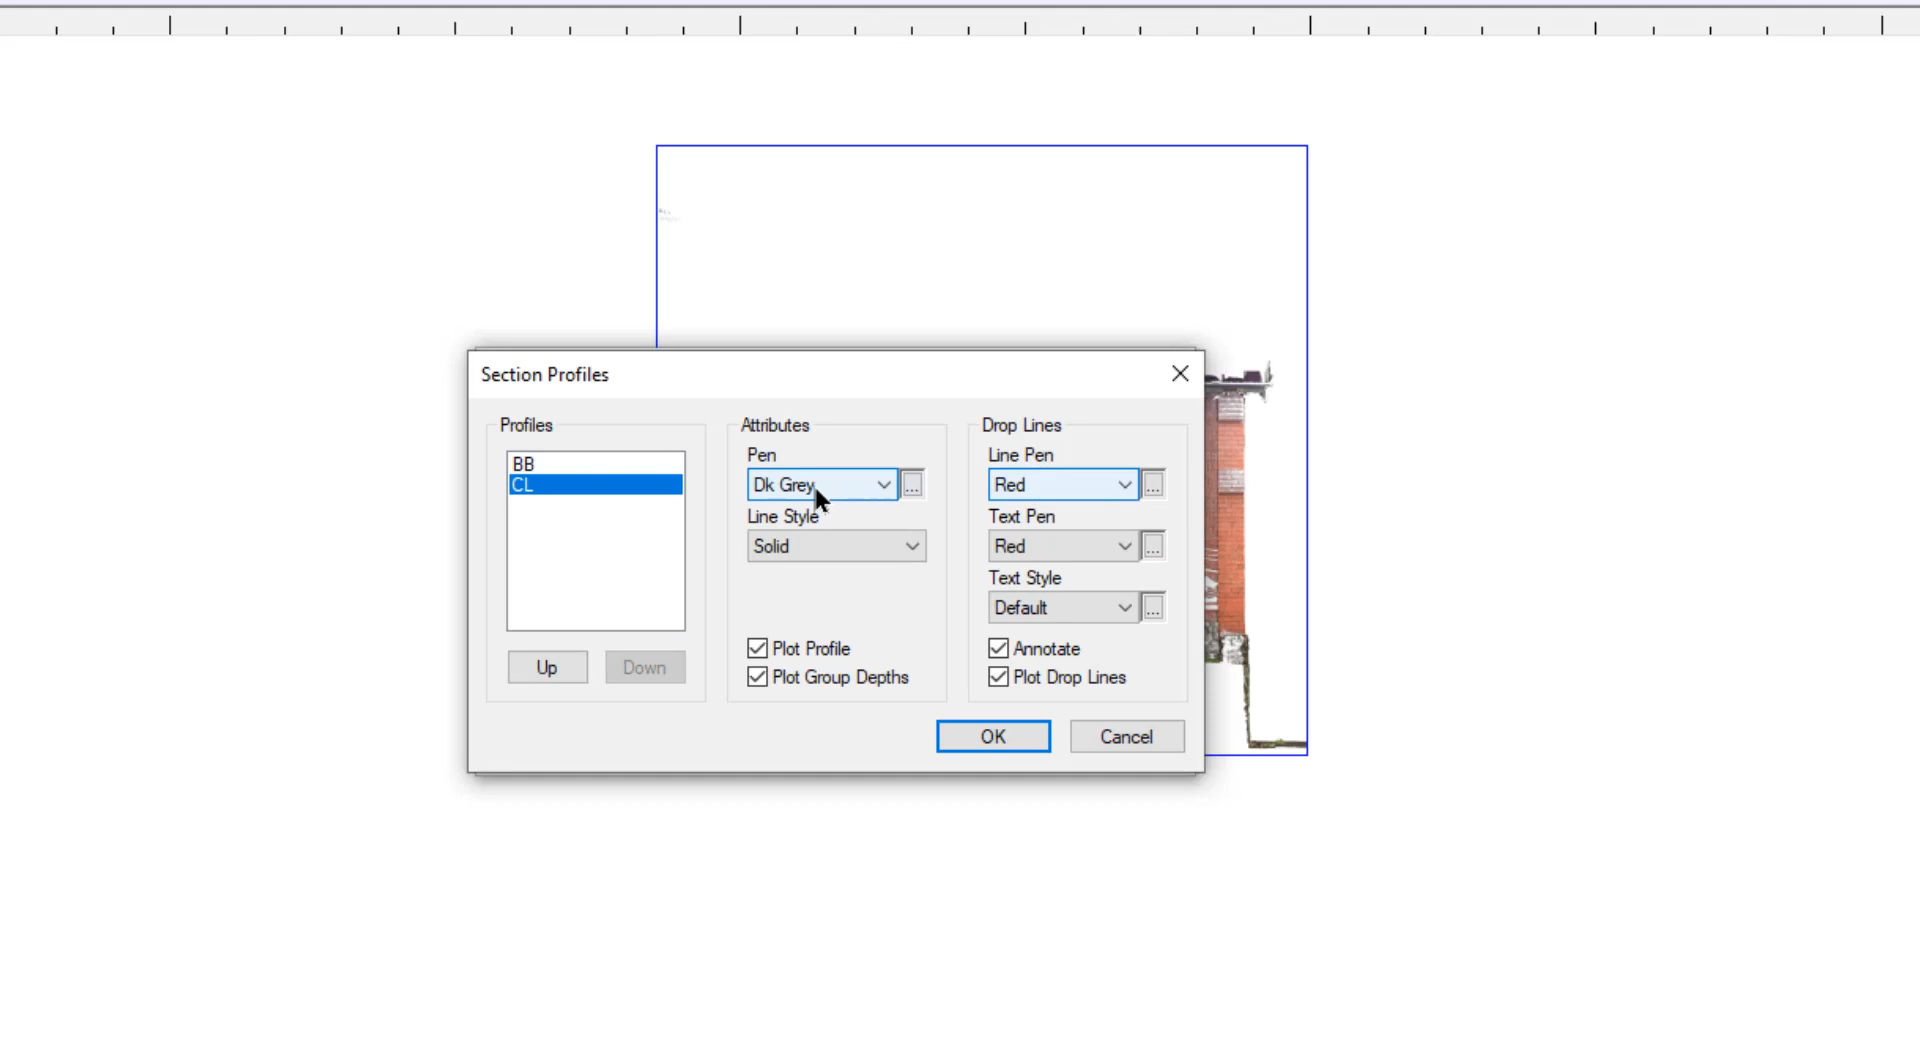 Section Profiles
Profiles
BB
CL
Up
Down
Attributes
Pen
Dk Grey
...
Line Style
Solid
Plot Profile
Plot Group Depths
Drop Lines
Line Pen
Red
...
Text Pen
Red
...
Text Style
Default
...
Annotate
Plot Drop Lines
OK
Cancel